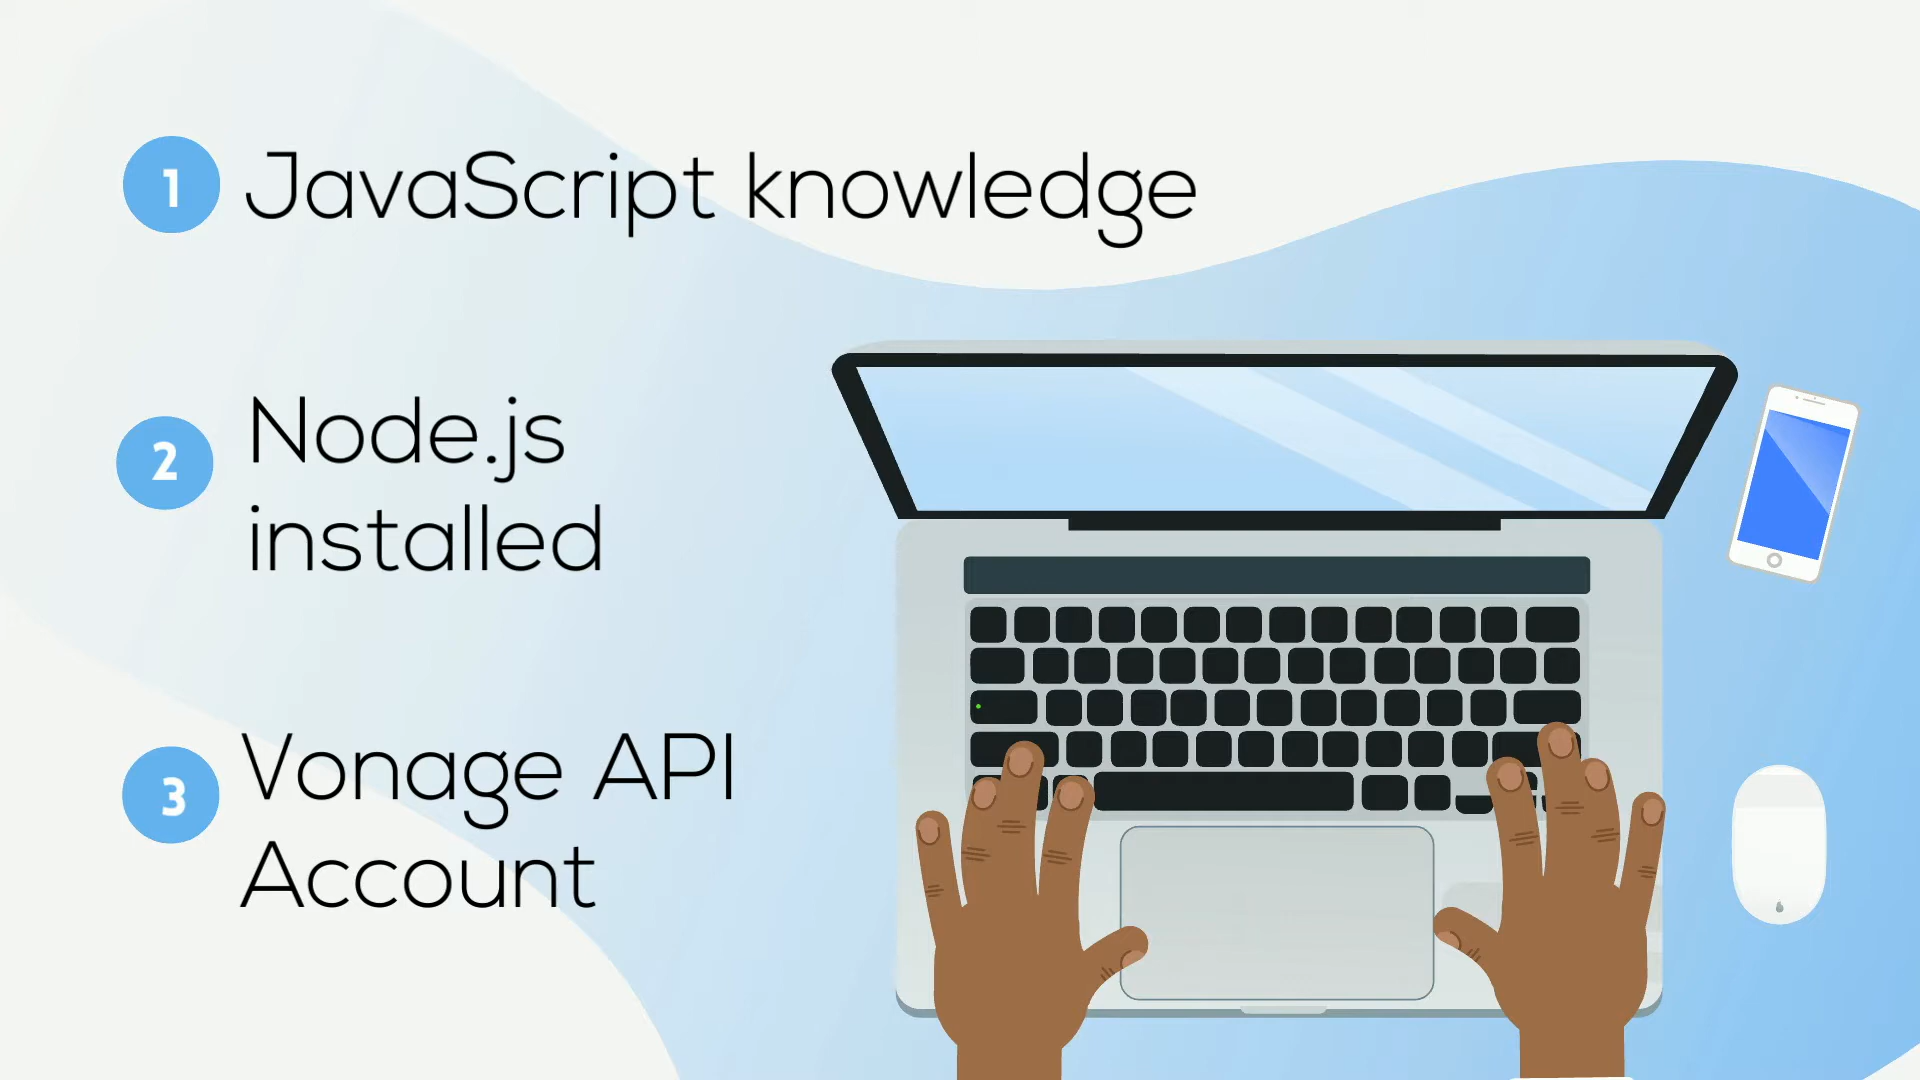 1 JavaScript knowledge
2 Node.js
installed
3 Vonage API
Account